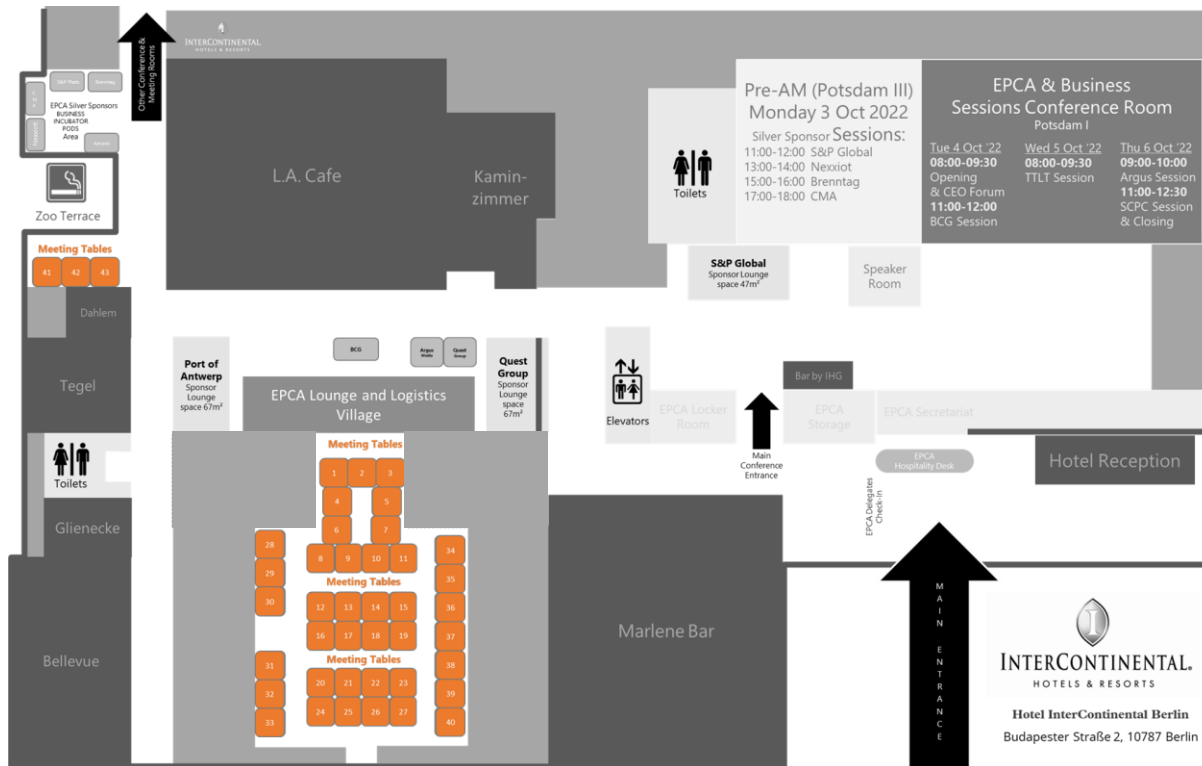 INTERCONTINENTAL
HOTELS & RESORTS
Other Conference &
Meeting Rooms
S&P Platts
Brenntag
CMA
Nexxiot
EPCA Silver Sponsors
BUSINESS
INCUBATOR
PODS
Area
Zoo Terrace
Meeting Tables
41 42 43
Dahlem
Tegel
Toilets
Glienecke
Bellevue
L.A. Cafe
Kamin-
zimmer
Toilets
Pre-AM (Potsdam III)
Monday 3 Oct 2022
Silver Sponsor Sessions:
11:00-12:00 S&P Global
13:00-14:00 Nexxiot
15:00-16:00 Brenntag
17:00-18:00 CMA
EPCA & Business
Sessions Conference Room
Potsdam I
Tue 4 Oct '22
08:00-09:30
Opening
& CEO Forum
11:00-12:00
BCG Session
Wed 5 Oct '22
08:00-09:30
TTLT Session
Thu 6 Oct '22
09:00-10:00
Argus Session
11:00-12:30
SCPC Session
& Closing
S&P Global
Sponsor Lounge
space 47m²
Speaker
Room
Port of
Antwerp
Sponsor
Lounge
space 67m²
BCG
Argus
Media
Quest
Group
Quest
Group
Sponsor
Lounge
space
67m²
EPCA Lounge and Logistics
Village
Elevators
EPCA Locker
Room
Main
Conference
Entrance
Bar by IHG
EPCA
Storage
EPCA Secretariat
EPCA
Hospitality Desk
Hotel Reception
EPCA Delegates
Check-In
Meeting Tables
1 2 3
4 5
6 7
8 9 10 11
Meeting Tables
12 13 14 15
16 17 18 19
Meeting Tables
20 21 22 23
24 25 26 27
28
29
30
31
32
33
34
35
36
37
38
39
40
Marlene Bar
MAIN ENTRANCE
INTERCONTINENTAL®
HOTELS & RESORTS
Hotel InterContinental Berlin
Budapester Straße 2, 10787 Berlin